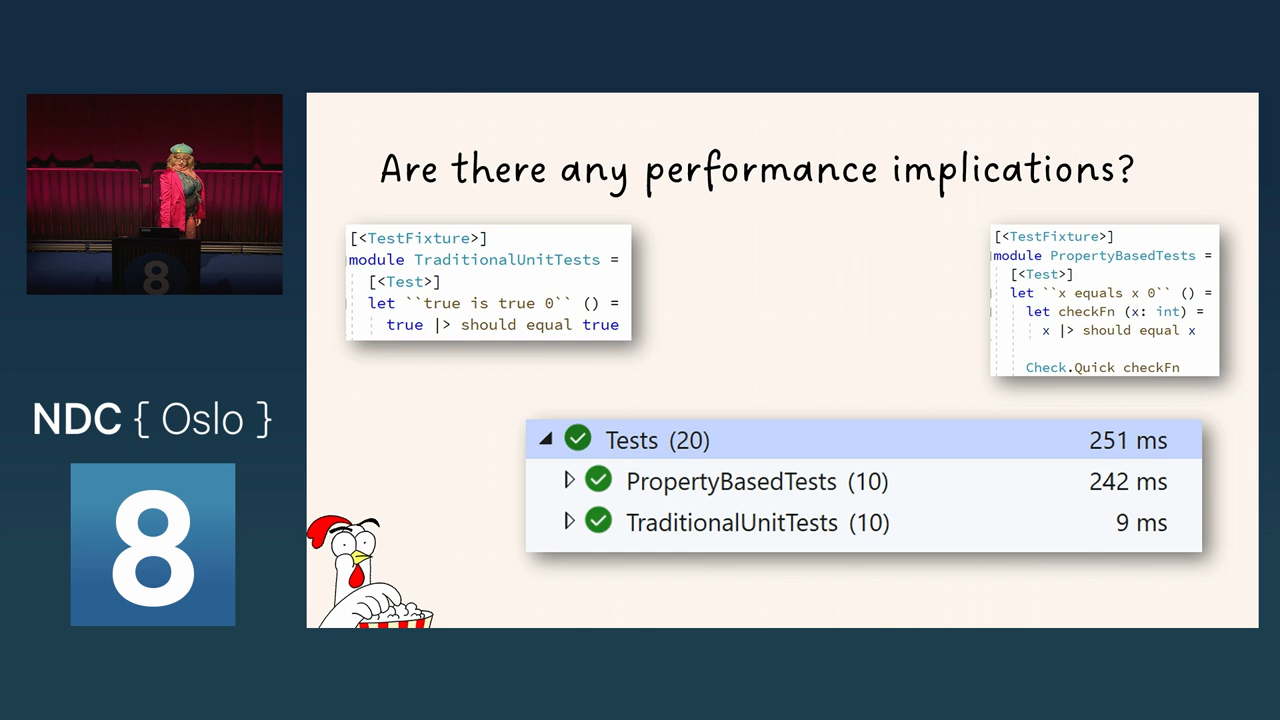 Are there any performance implications?
[<TestFixture>]
module TraditionalUnitTests =
[<Test>]
let ``true is true 0`` () =
true |> should equal true
[<TestFixture>]
module PropertyBasedTests =
[<Test>]
let ``x equals x 0`` () =
let checkFn (x: int) =
x |> should equal x
Check.Quick checkFn
Tests (20) 251 ms
PropertyBasedTests (10) 242 ms
TraditionalUnitTests (10) 9 ms
8
NDC { Oslo }
8